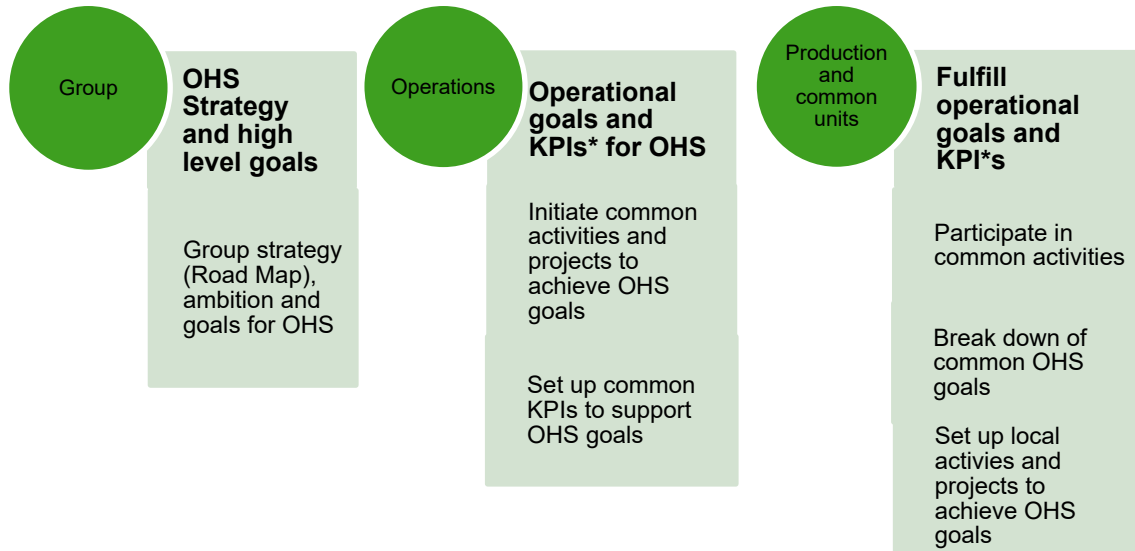 Group
OHS
Strategy
and high
level goals
Group strategy
(Road Map),
ambition and
goals for OHS
Operations
Operational
goals and
KPIs* for OHS
Initiate common
activities and
projects to
achieve OHS
goals
Set up common
KPIs to support
OHS goals
Production
and
common
units
Fulfill
operational
goals and
KPI*s
Participate in
common activities
Break down of
common OHS
goals
Set up local
activies and
projects to
achieve OHS
goals